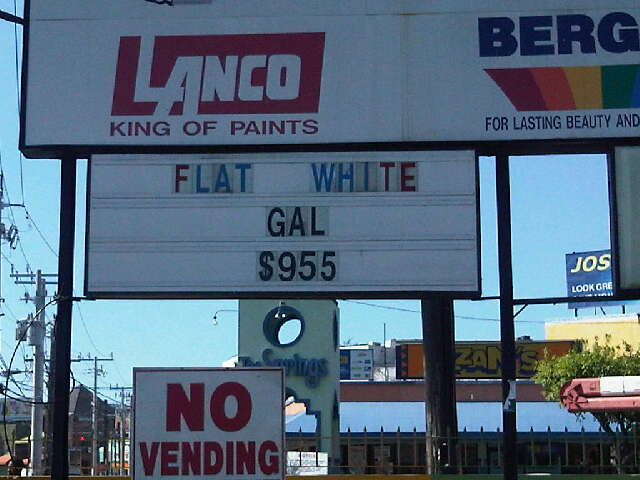 LANCO
KING OF PAINTS
BERG
FOR LASTING BEAUTY AND
FLAT WHITE
GAL
$955
JOS
LOOK GRE
The Springs
NO
VENDING